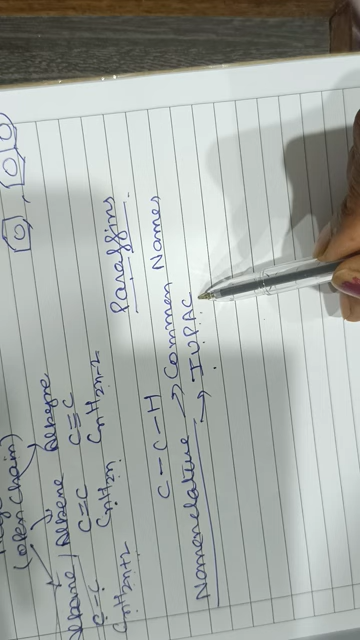 (open chain)
Alkane / Alkene Alkyne
C-C C=C C≡C
CnH2n+2 CnH2n CnH2n-2
Paraffins
C-C-H
Nomenclature → Common Names
→ IUPAC